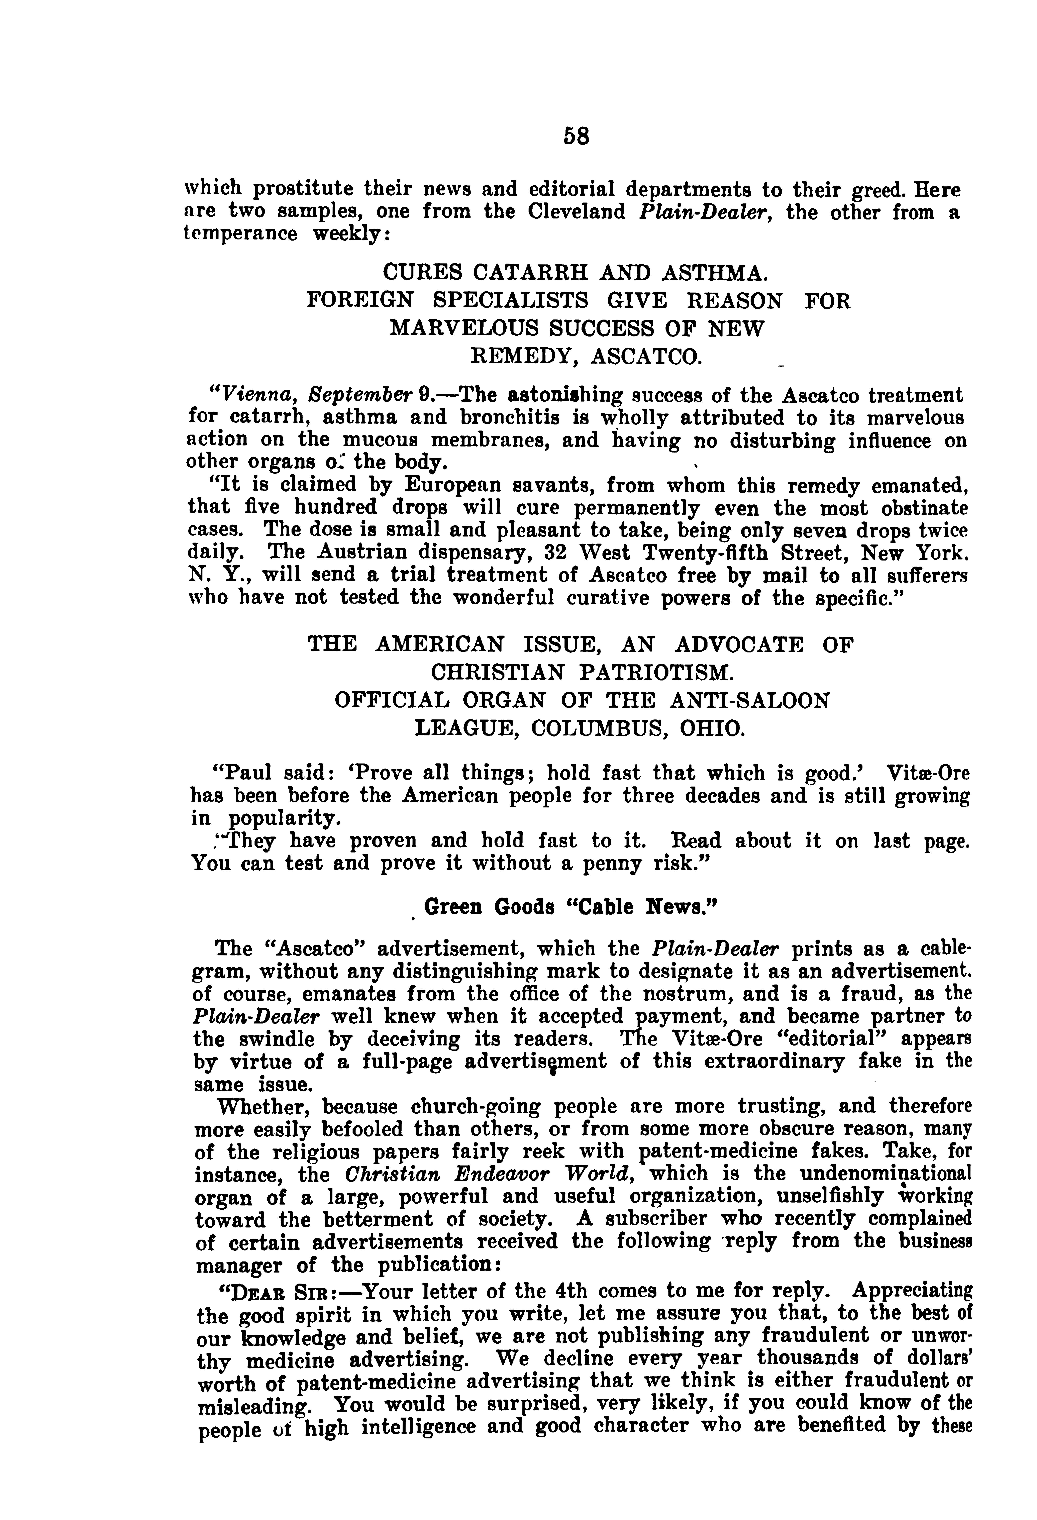 58
which prostitute their news and editorial departments to their greed. Here
are two samples, one from the Cleveland Plain-Dealer, the other from a
temperance weekly:
CURES CATARRH AND ASTHMA.
FOREIGN SPECIALISTS GIVE REASON FOR
MARVELOUS SUCCESS OF NEW
REMEDY, ASCATCO.
"Vienna, September 9.—The astonishing success of the Ascatco treatment
for catarrh, asthma and bronchitis is wholly attributed to its marvelous
action on the mucous membranes, and having no disturbing influence on
other organs of the body.
"It is claimed by European savants, from whom this remedy emanated,
that five hundred drops will cure permanently even the most obstinate
cases. The dose is small and pleasant to take, being only seven drops twice
daily. The Austrian dispensary, 32 West Twenty-fifth Street, New York.
N. Y., will send a trial treatment of Ascatco free by mail to all sufferers
who have not tested the wonderful curative powers of the specific."
THE AMERICAN ISSUE, AN ADVOCATE OF
CHRISTIAN PATRIOTISM.
OFFICIAL ORGAN OF THE ANTI-SALOON
LEAGUE, COLUMBUS, OHIO.
"Paul said: 'Prove all things; hold fast that which is good.' Vitæ-Ore
has been before the American people for three decades and is still growing
in popularity.
"They have proven and hold fast to it. Read about it on last page.
You can test and prove it without a penny risk."
Green Goods "Cable News."
The "Ascatco" advertisement, which the Plain-Dealer prints as a cable-
gram, without any distinguishing mark to designate it as an advertisement.
of course, emanates from the office of the nostrum, and is a fraud, as the
Plain-Dealer well knew when it accepted payment, and became partner to
the swindle by deceiving its readers. The Vitæ-Ore "editorial" appears
by virtue of a full-page advertisement of this extraordinary fake in the
same issue.
Whether, because church-going people are more trusting, and therefore
more easily befooled than others, or from some more obscure reason, many
of the religious papers fairly reek with patent-medicine fakes. Take, for
instance, the Christian Endeavor World, which is the undenominational
organ of a large, powerful and useful organization, unselfishly working
toward the betterment of society. A subscriber who recently complained
of certain advertisements received the following reply from the business
manager of the publication:
"DEAR SIR:—Your letter of the 4th comes to me for reply. Appreciating
the good spirit in which you write, let me assure you that, to the best of
our knowledge and belief, we are not publishing any fraudulent or unwor-
thy medicine advertising. We decline every year thousands of dollars'
worth of patent-medicine advertising that we think is either fraudulent or
misleading. You would be surprised, very likely, if you could know of the
people of high intelligence and good character who are benefited by these